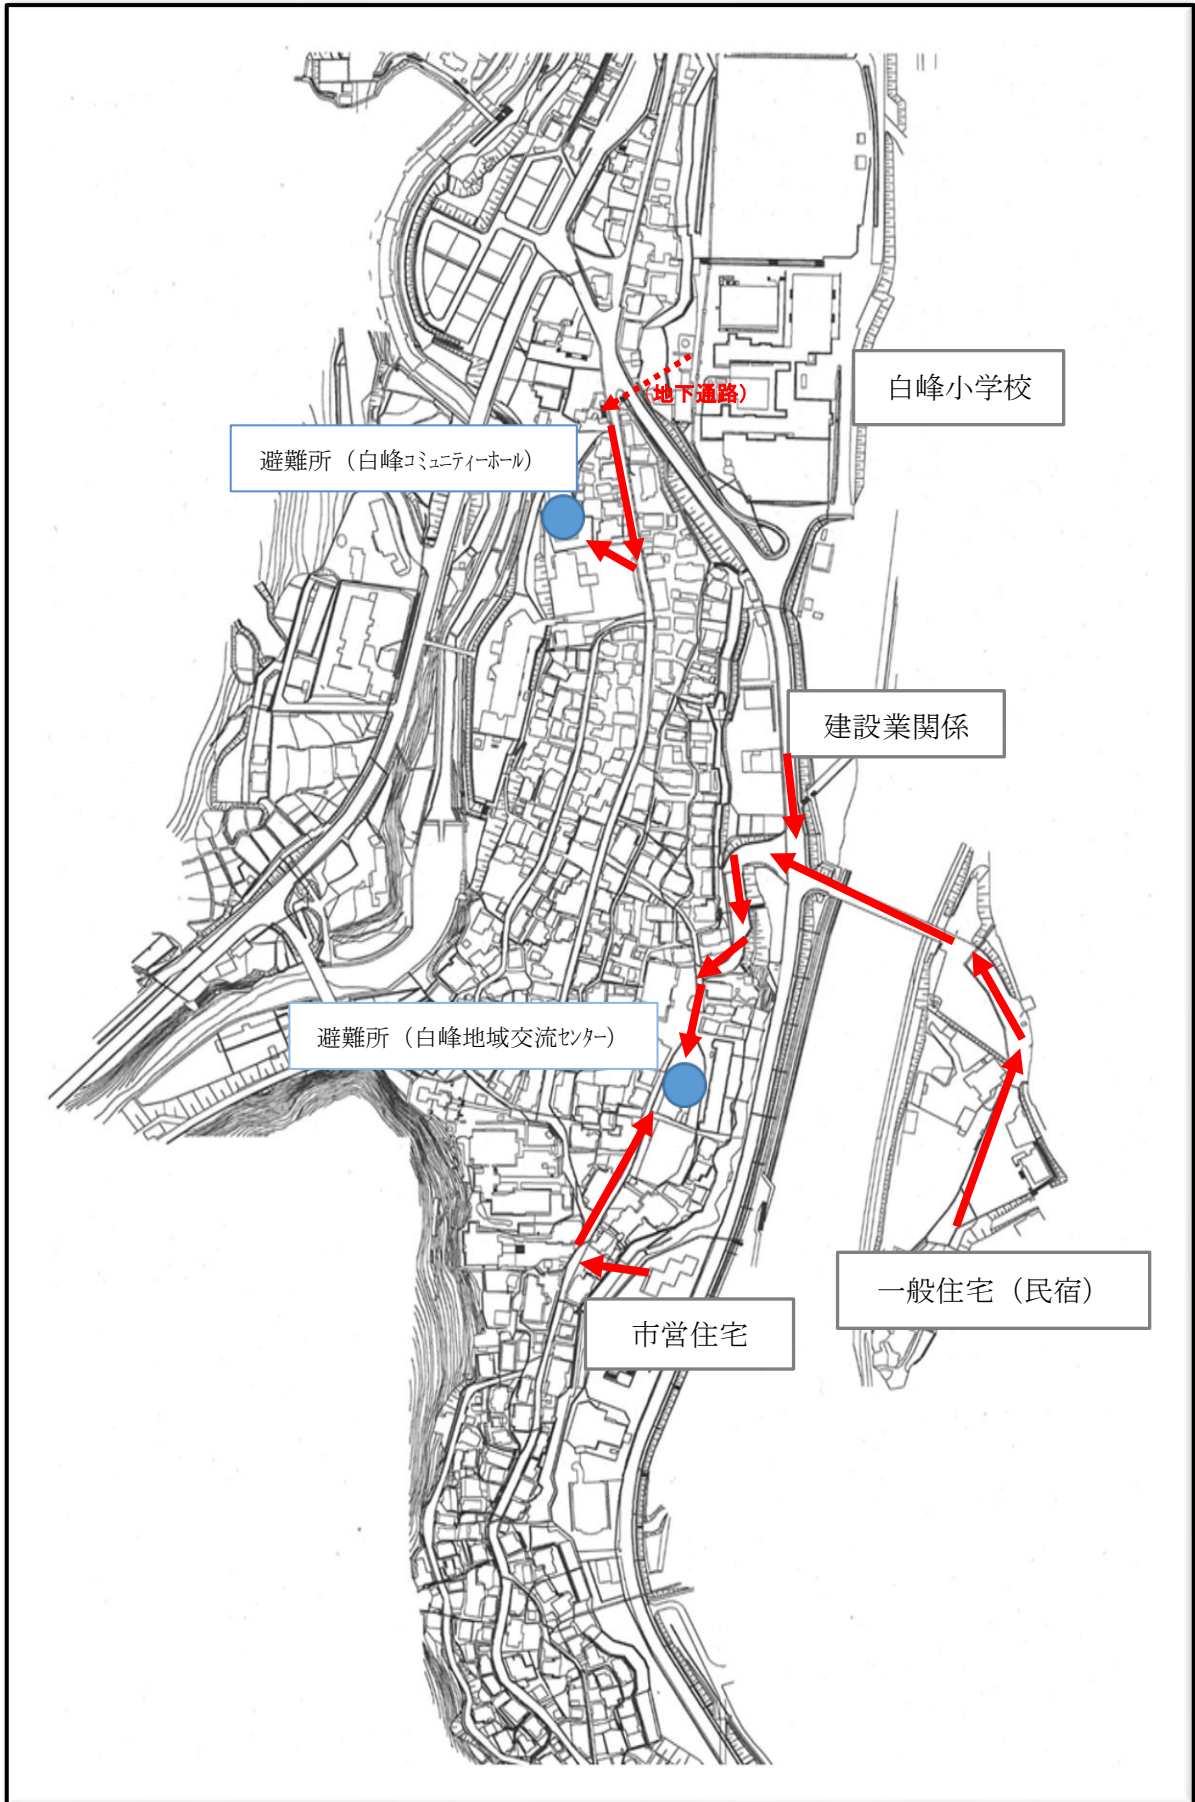 白峰小学校
(地下通路)
避難所（白峰ｺﾐｭﾆﾃｨｰﾎｰﾙ）
建設業関係
避難所（白峰地域交流ｾﾝﾀｰ）
一般住宅（民宿）
市営住宅